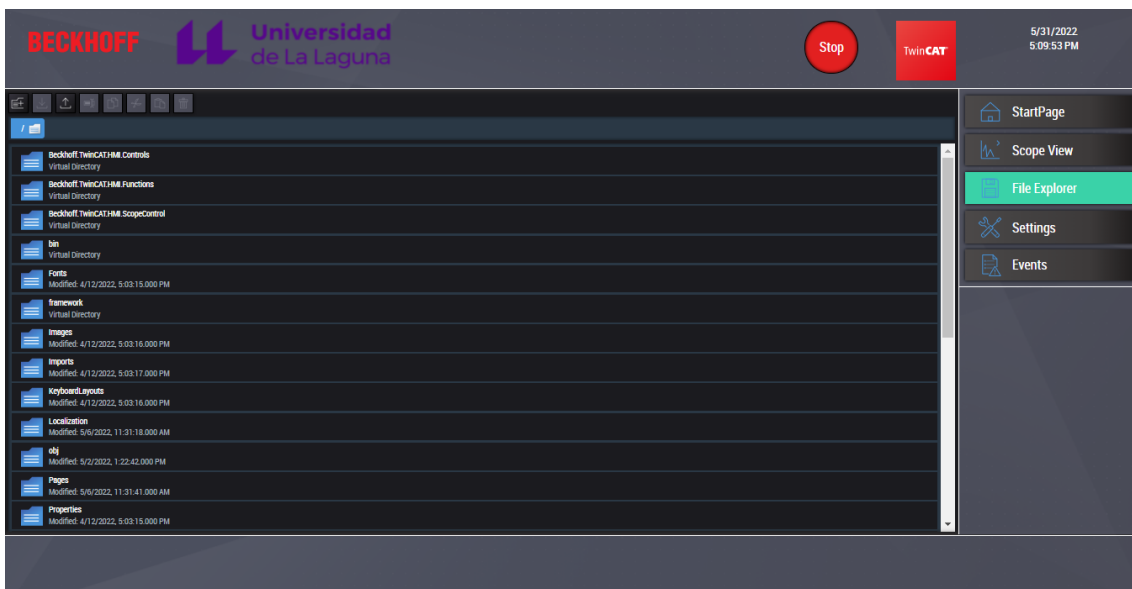 BECKHOFF
Universidad
de La Laguna
Stop
TwinCAT
5/31/2022
5:09:53 PM
/
Beckhoff.TwinCAT.HMI.Controls
Virtual Directory
Beckhoff.TwinCAT.HMI.Functions
Virtual Directory
Beckhoff.TwinCAT.HMI.ScopeControl
Virtual Directory
bin
Virtual Directory
Fonts
Modified: 4/12/2022, 5:03:15.000 PM
framework
Virtual Directory
Images
Modified: 4/12/2022, 5:03:16.000 PM
Imports
Modified: 4/12/2022, 5:03:17.000 PM
KeyboardLayouts
Modified: 4/12/2022, 5:03:16.000 PM
Localization
Modified: 5/6/2022, 11:31:18.000 AM
obj
Modified: 5/2/2022, 1:22:42.000 PM
Pages
Modified: 5/6/2022, 11:31:41.000 AM
Properties
Modified: 4/12/2022, 5:03:15.000 PM
StartPage
Scope View
File Explorer
Settings
Events